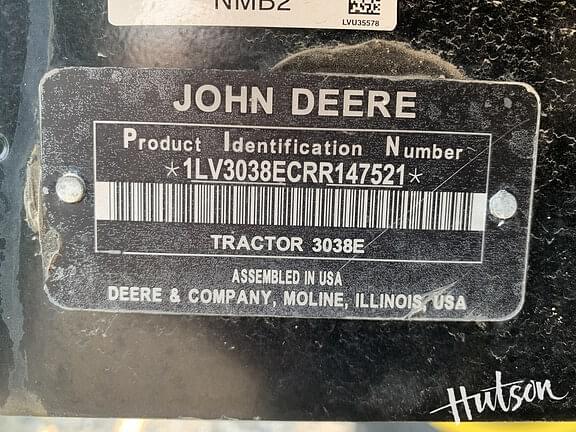 NMB2
LVU35578
JOHN DEERE
Product Identification Number
*1LV3038ECRR147521*
TRACTOR 3038E
ASSEMBLED IN USA
DEERE & COMPANY, MOLINE, ILLINOIS, USA
Hutson